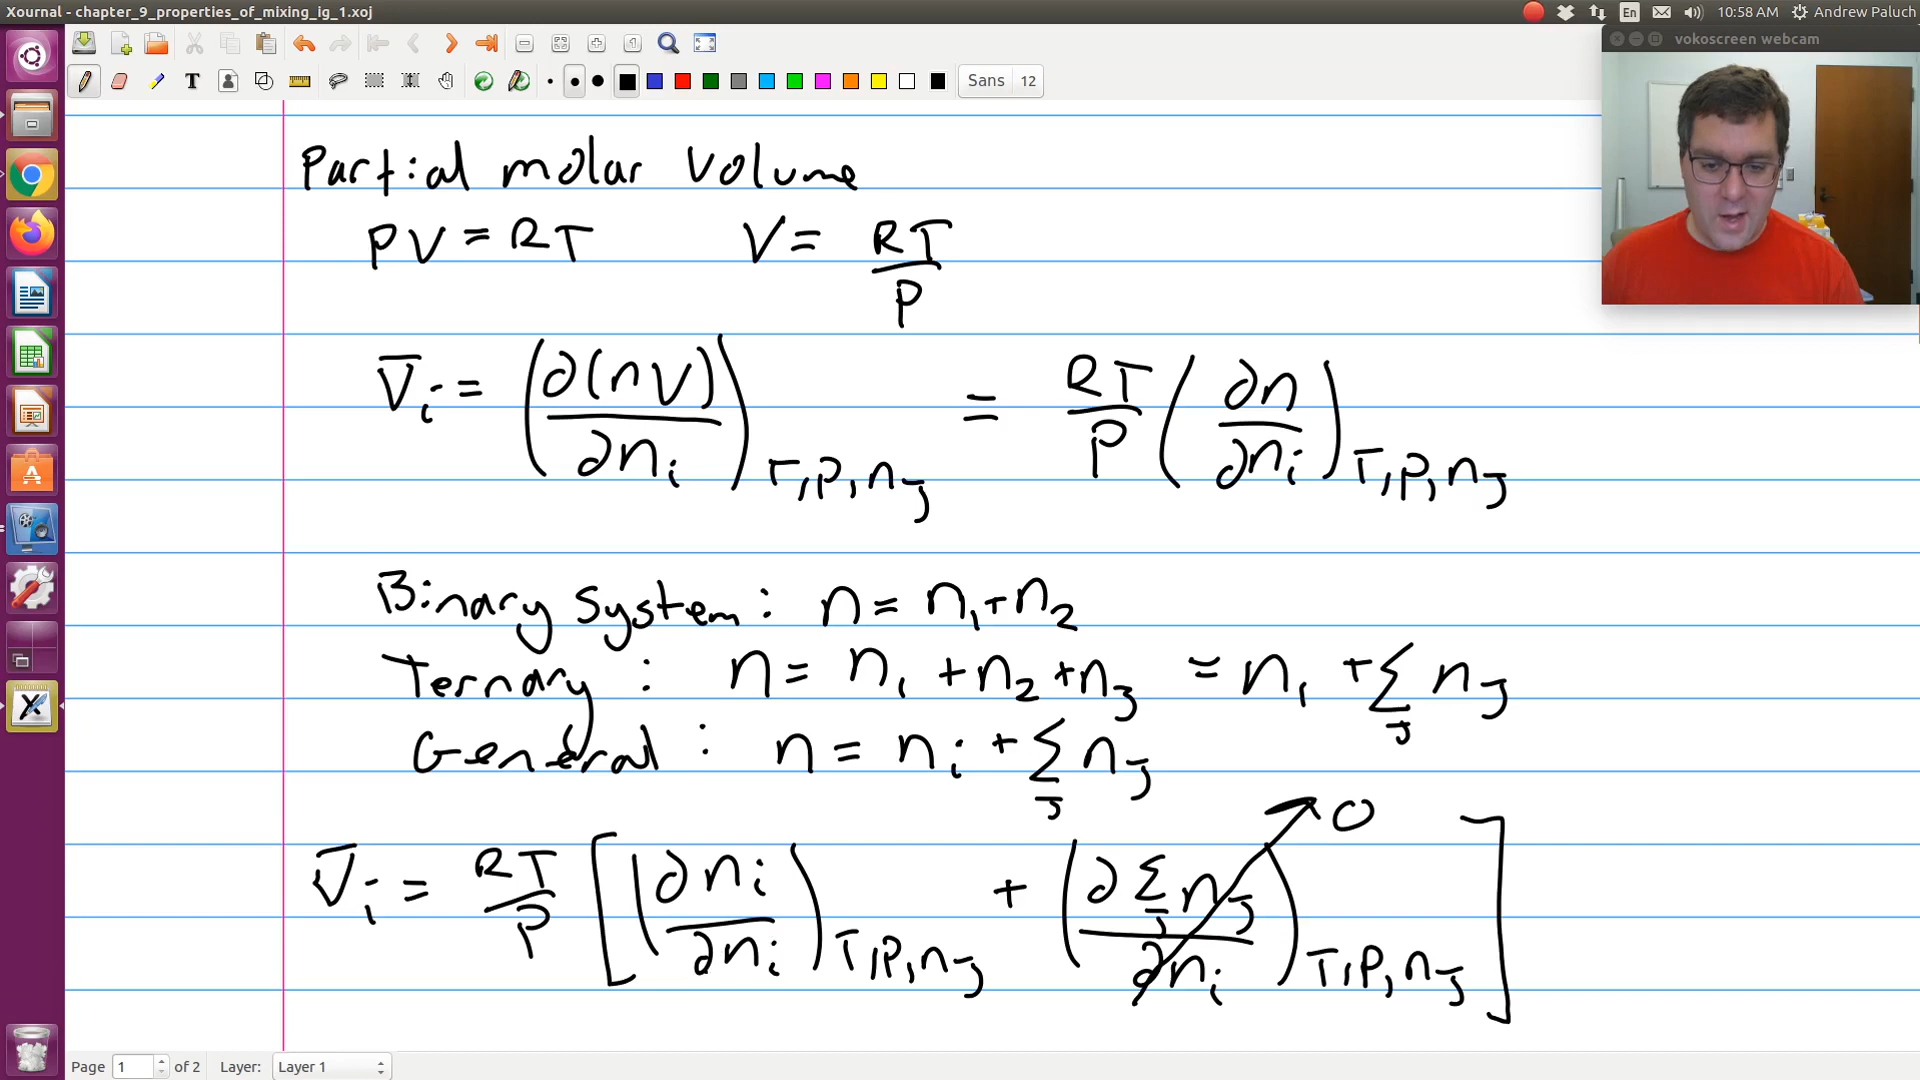 Xournal - chapter_9_properties_of_mixing_ig_1.xoj
En 10:58 AM Andrew Paluch
vokoscreen webcam
Sans 12
Partial molar volume
PV = RT V = RT/P
V̄i = (∂(nV)/∂ni)T,P,nJ = RT/P (∂n/∂ni)T,P,nJ
Binary system: n = n1+n2
Ternary : n = n1 +n2 +n3 = n1 + ΣJ nJ
General : n = ni + ΣJ nJ
V̄i = RT/P [(∂ni/∂ni)T,P,nJ + (∂ΣJ nJ/∂ni)T,P,nJ → 0]
Page 1 of 2 Layer: Layer 1